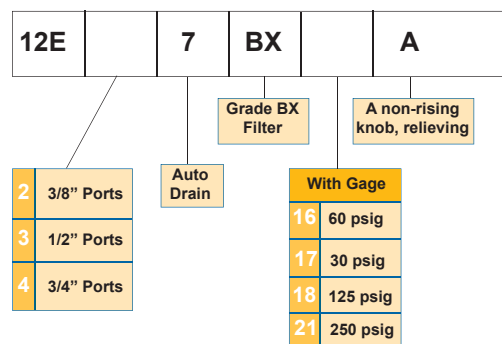 12E 7 BX A
Grade BX
Filter
A non-rising
knob, relieving
Auto
Drain
2 3/8” Ports
3 1/2” Ports
4 3/4” Ports
With Gage
16 60 psig
17 30 psig
18 125 psig
21 250 psig